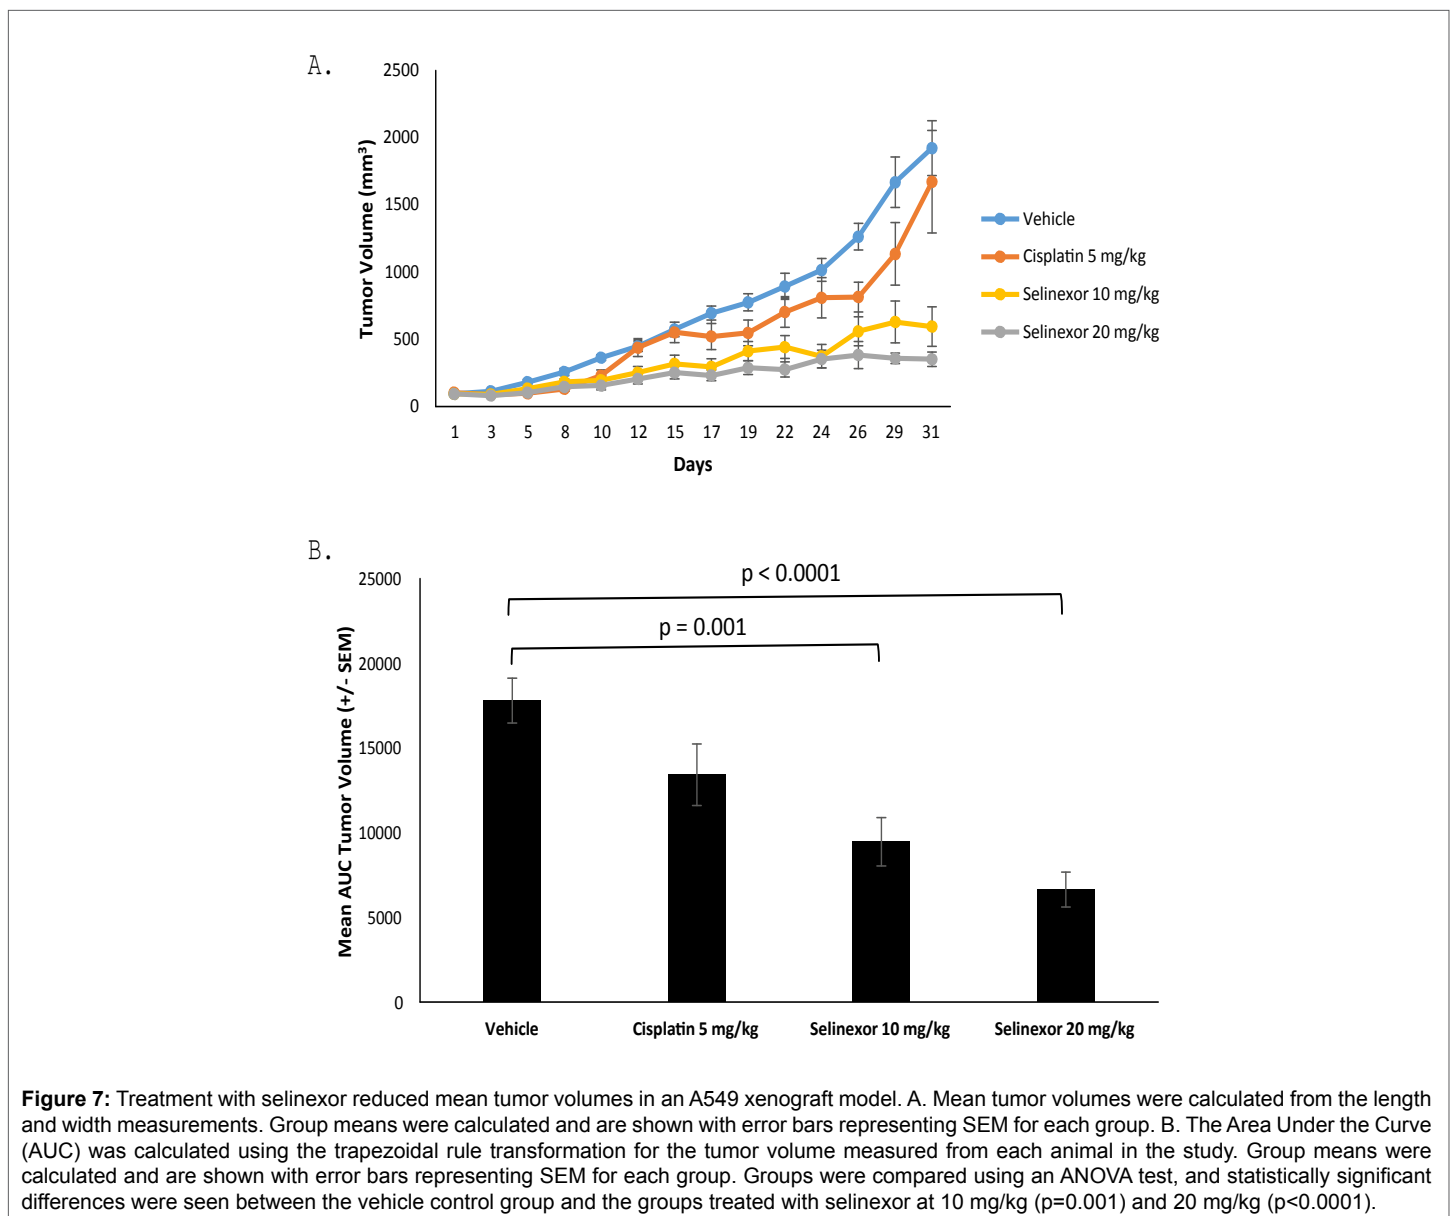 A.
2500
2000
1500
1000
500
0
Tumor Volume (mm³)
1 3 5 8 10 12 15 17 19 22 24 26 29 31
Days
Vehicle
Cisplatin 5 mg/kg
Selinexor 10 mg/kg
Selinexor 20 mg/kg
B.
25000
20000
15000
10000
5000
0
Mean AUC Tumor Volume (+/- SEM)
p < 0.0001
p = 0.001
Vehicle Cisplatin 5 mg/kg Selinexor 10 mg/kg Selinexor 20 mg/kg
Figure 7: Treatment with selinexor reduced mean tumor volumes in an A549 xenograft model. A. Mean tumor volumes were calculated from the length
and width measurements. Group means were calculated and are shown with error bars representing SEM for each group. B. The Area Under the Curve
(AUC) was calculated using the trapezoidal rule transformation for the tumor volume measured from each animal in the study. Group means were
calculated and are shown with error bars representing SEM for each group. Groups were compared using an ANOVA test, and statistically significant
differences were seen between the vehicle control group and the groups treated with selinexor at 10 mg/kg (p=0.001) and 20 mg/kg (p<0.0001).